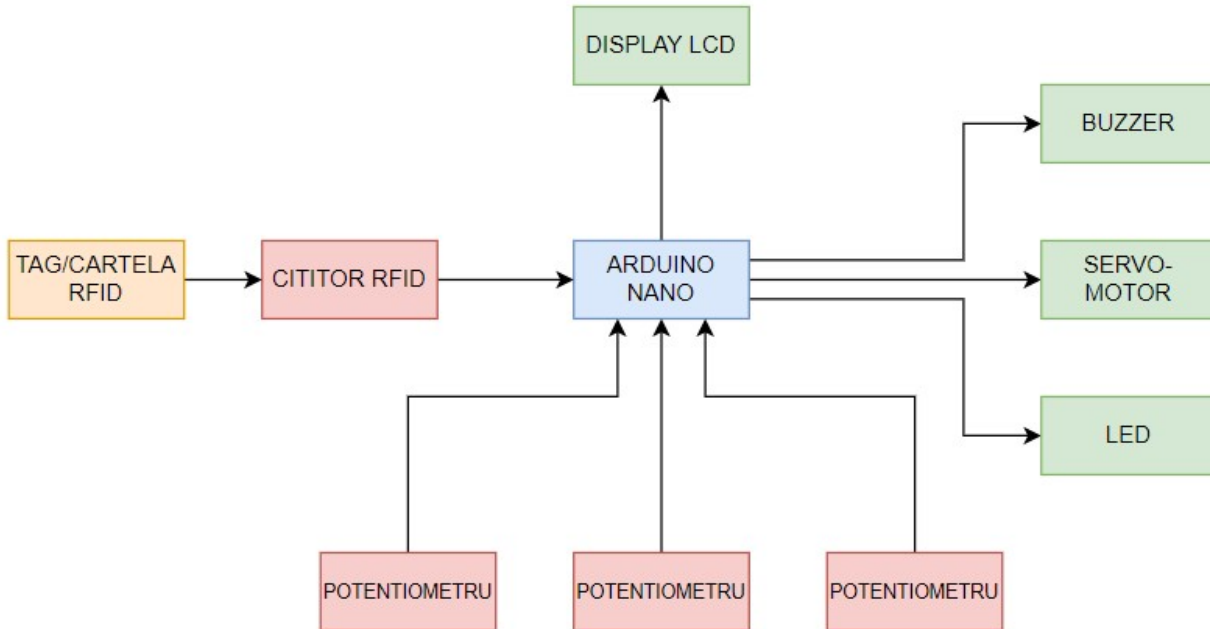 DISPLAY LCD
BUZZER
TAG/CARTELA
RFID
CITITOR RFID
ARDUINO
NANO
SERVO-
MOTOR
LED
POTENTIOMETRU
POTENTIOMETRU
POTENTIOMETRU